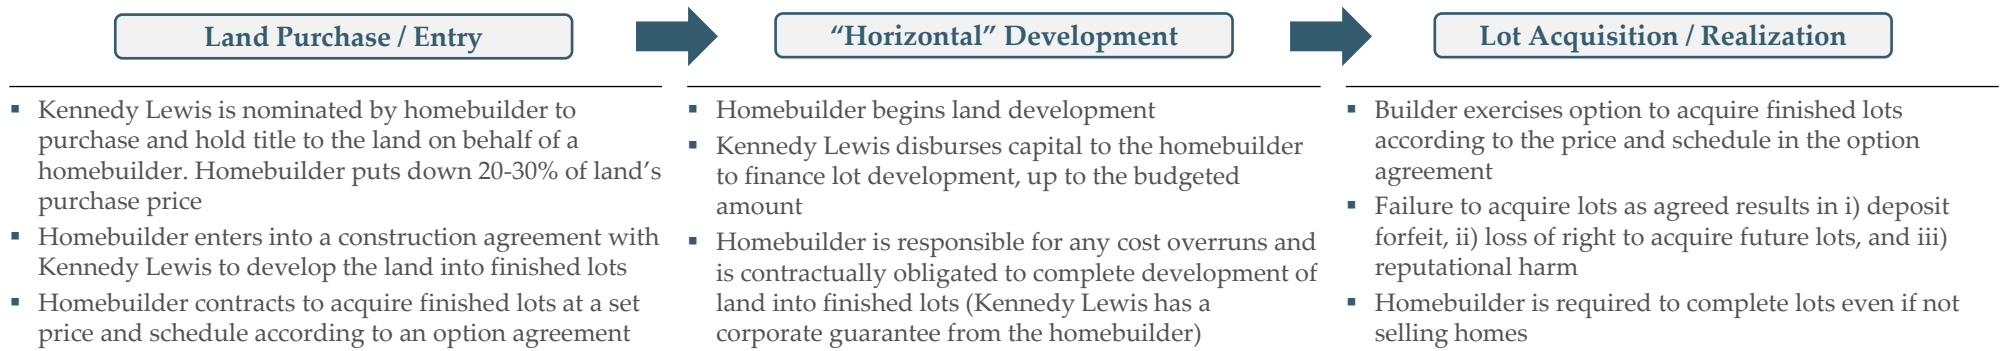 Land Purchase / Entry
▪ Kennedy Lewis is nominated by homebuilder to
purchase and hold title to the land on behalf of a
homebuilder. Homebuilder puts down 20-30% of land’s
purchase price
▪ Homebuilder enters into a construction agreement with
Kennedy Lewis to develop the land into finished lots
▪ Homebuilder contracts to acquire finished lots at a set
price and schedule according to an option agreement
“Horizontal” Development
▪ Homebuilder begins land development
▪ Kennedy Lewis disburses capital to the homebuilder
to finance lot development, up to the budgeted
amount
▪ Homebuilder is responsible for any cost overruns and
is contractually obligated to complete development of
land into finished lots (Kennedy Lewis has a
corporate guarantee from the homebuilder)
Lot Acquisition / Realization
▪ Builder exercises option to acquire finished lots
according to the price and schedule in the option
agreement
▪ Failure to acquire lots as agreed results in i) deposit
forfeit, ii) loss of right to acquire future lots, and iii)
reputational harm
▪ Homebuilder is required to complete lots even if not
selling homes